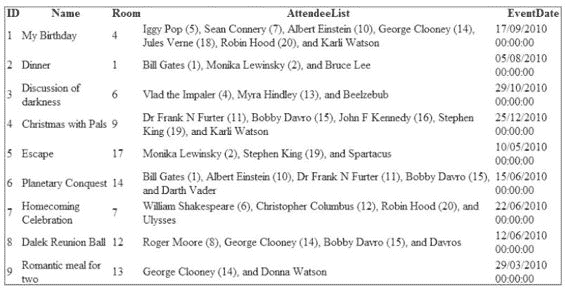 ID Name Room AttendeeList EventDate
1 My Birthday 4 Iggy Pop (5), Sean Connery (7), Albert Einstein (10), George Clooney (14), 17/09/2010
Jules Verne (18), Robin Hood (20), and Karli Watson 00:00:00
2 Dinner 1 Bill Gates (1), Monika Lewinsky (2), and Bruce Lee 05/08/2010
00:00:00
3 Discussion of 6 Vlad the Impaler (4), Myra Hindley (13), and Beelzebub 29/10/2010
darkness 00:00:00
4 Christmas with Pals 9 Dr Frank N Furter (11), Bobby Davro (15), John F Kennedy (16), Stephen 25/12/2010
King (19), and Karli Watson 00:00:00
5 Escape 17 Monika Lewinsky (2), Stephen King (19), and Spartacus 10/05/2010
00:00:00
6 Planetary Conquest 14 Bill Gates (1), Albert Einstein (10), Dr Frank N Furter (11), Bobby Davro (15), 15/06/2010
and Darth Vader 00:00:00
7 Homecoming 7 William Shakespeare (6), Christopher Columbus (12), Robin Hood (20), and 22/06/2010
Celebration Ulysses 00:00:00
8 Dalek Reunion Ball 12 Roger Moore (8), George Clooney (14), Bobby Davro (15), and Davros 12/06/2010
00:00:00
9 Romantic meal for 13 George Clooney (14), and Donna Watson 29/03/2010
two 00:00:00